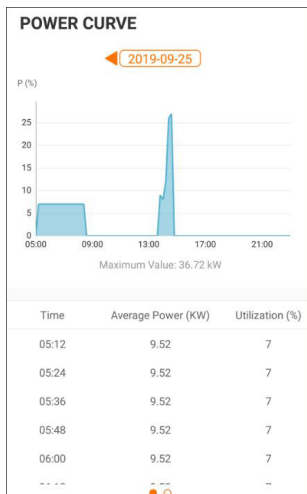 POWER CURVE
2019-09-25
P (%)
25
20
15
10
5
0
05:00 09:00 13:00 17:00 21:00
Maximum Value: 36.72 kW
Time Average Power (KW) Utilization (%)
05:12 9.52 7
05:24 9.52 7
05:36 9.52 7
05:48 9.52 7
06:00 9.52 7